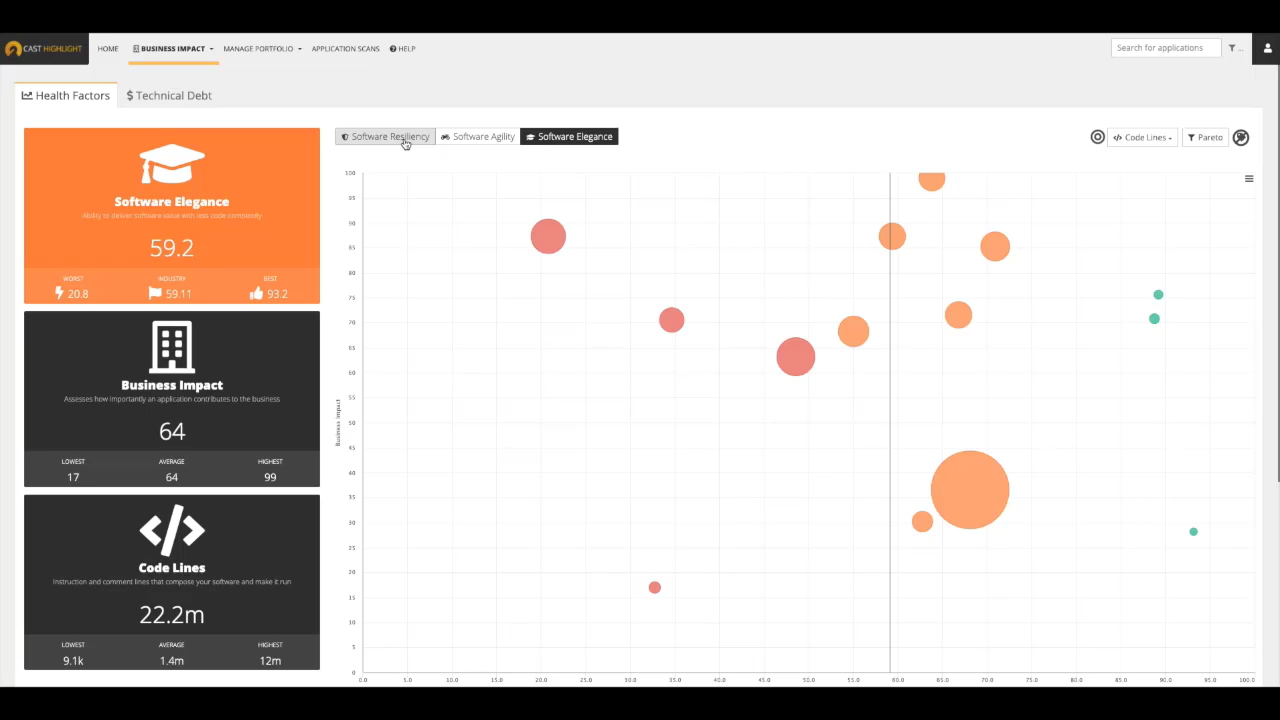 CAST HIGHLIGHT HOME BUSINESS IMPACT MANAGE PORTFOLIO APPLICATION SCANS HELP Search for applications ...
Health Factors $ Technical Debt
Software Resiliency Software Agility Software Elegance </> Code Lines Pareto
Software Elegance
Ability to deliver software value with less code complexity
59.2
WORST INDUSTRY BEST
20.8 59.11 93.2
Business Impact
Assesses how importantly an application contributes to the business
64
LOWEST AVERAGE HIGHEST
17 64 99
</>
Code Lines
Instruction and comment lines that compose your software and make it run
22.2m
LOWEST AVERAGE HIGHEST
9.1k 1.4m 12m
Business Impact
100
95
90
85
80
75
70
65
60
55
50
45
40
35
30
25
20
15
10
5
0
0.0 5.0 10.0 15.0 20.0 25.0 30.0 35.0 40.0 45.0 50.0 55.0 60.0 65.0 70.0 75.0 80.0 85.0 90.0 95.0 100.0